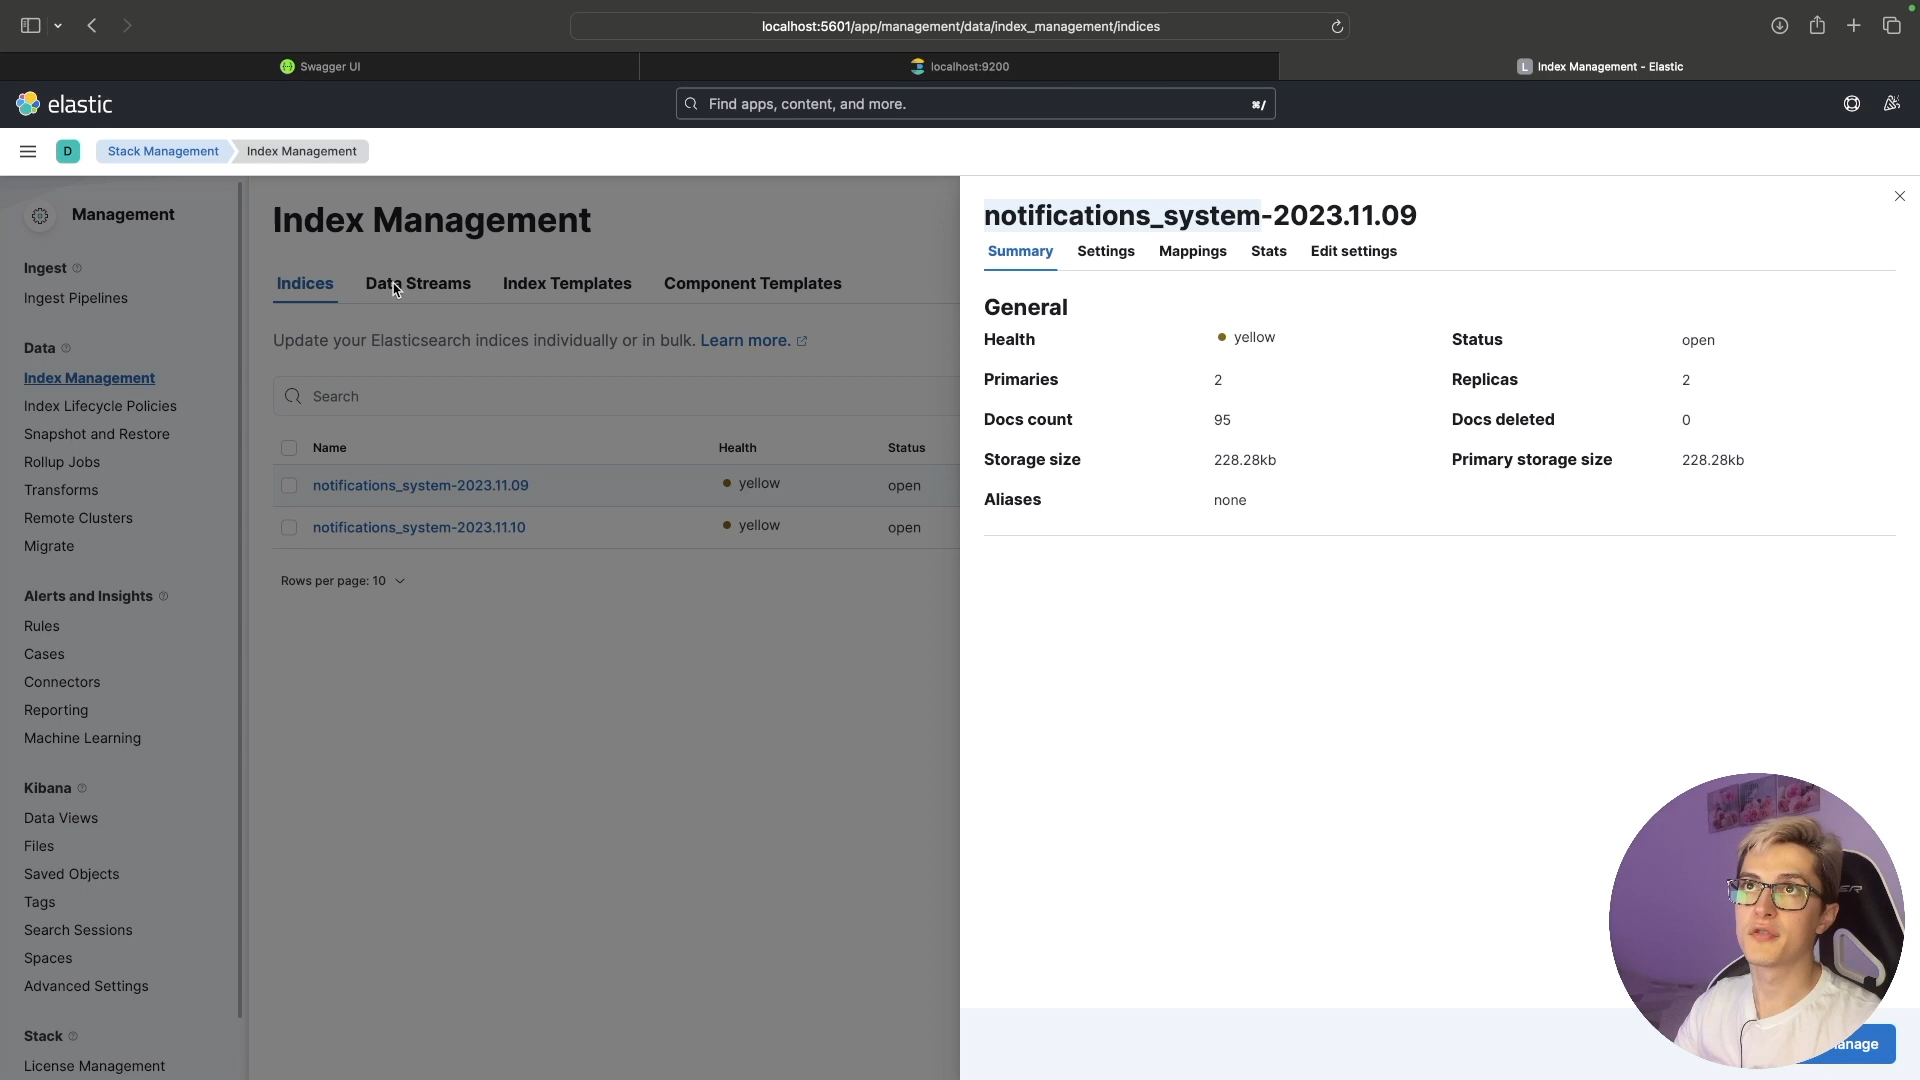 localhost:5601/app/management/data/index_management/indices
Swagger UI
localhost:9200
L Index Management - Elastic
elastic
Find apps, content, and more.
⌘/
D
Stack Management
Index Management
Management
Ingest
Ingest Pipelines
Data
Index Management
Index Lifecycle Policies
Snapshot and Restore
Rollup Jobs
Transforms
Remote Clusters
Migrate
Alerts and Insights
Rules
Cases
Connectors
Reporting
Machine Learning
Kibana
Data Views
Files
Saved Objects
Tags
Search Sessions
Spaces
Advanced Settings
Stack
License Management
Index Management
Indices Data Streams Index Templates Component Templates
Update your Elasticsearch indices individually or in bulk. Learn more.
Search
Name Health Status
notifications_system-2023.11.09 yellow open
notifications_system-2023.11.10 yellow open
Rows per page: 10
notifications_system-2023.11.09
Summary Settings Mappings Stats Edit settings
General
Health yellow Status open
Primaries 2 Replicas 2
Docs count 95 Docs deleted 0
Storage size 228.28kb Primary storage size 228.28kb
Aliases none
anage